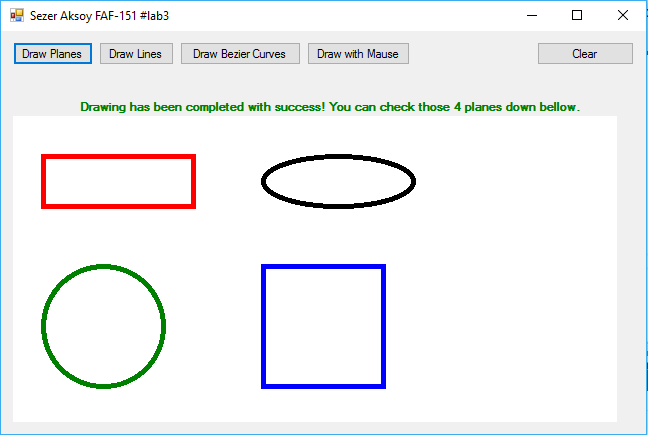 Sezer Aksoy FAF-151 #lab3
Draw Planes Draw Lines Draw Bezier Curves Draw with Mause Clear
Drawing has been completed with success! You can check those 4 planes down bellow.